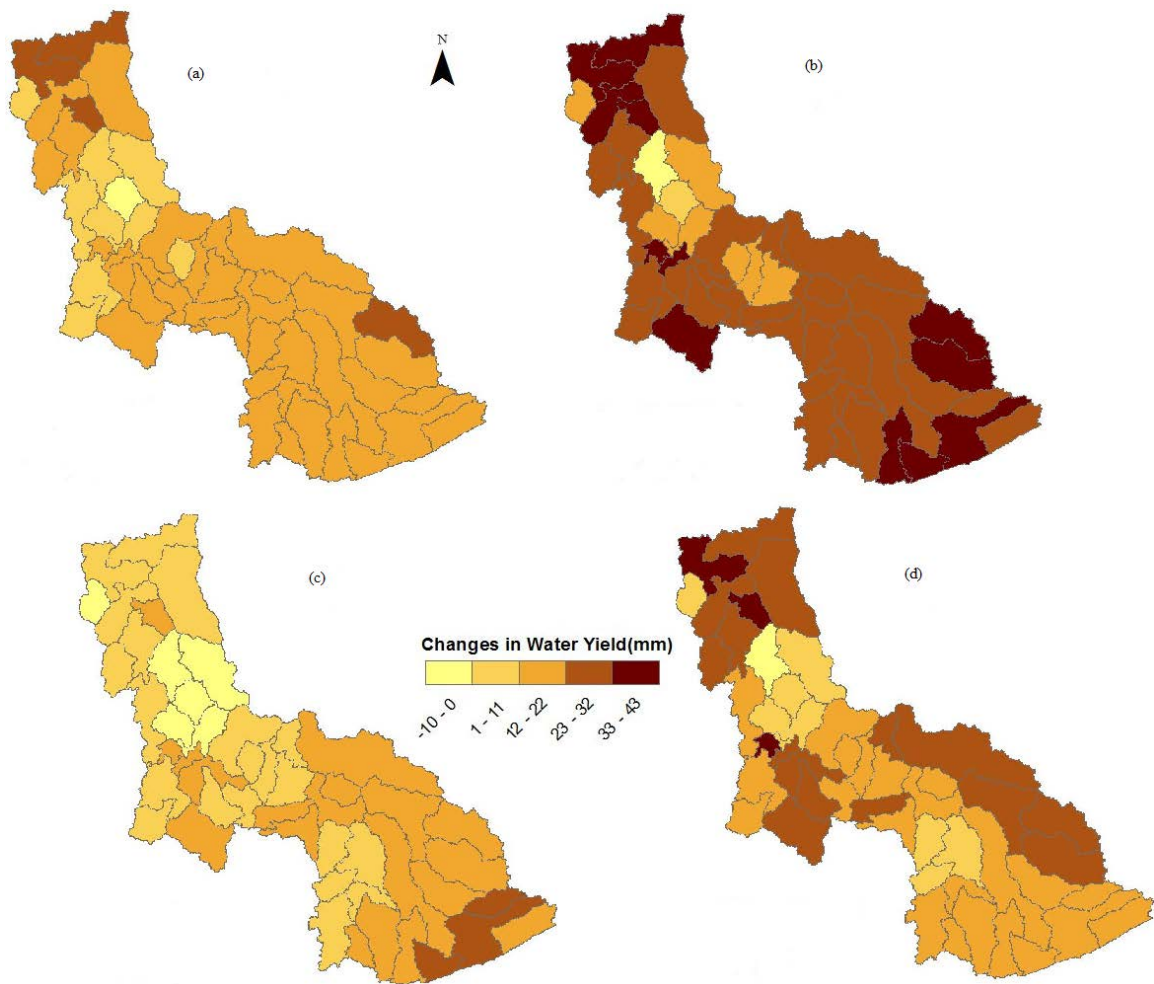 N
(a)
(b)
(c)
(d)
Changes in Water Yield(mm)
-10 - 0
1 - 11
12 - 22
23 - 32
33 - 43